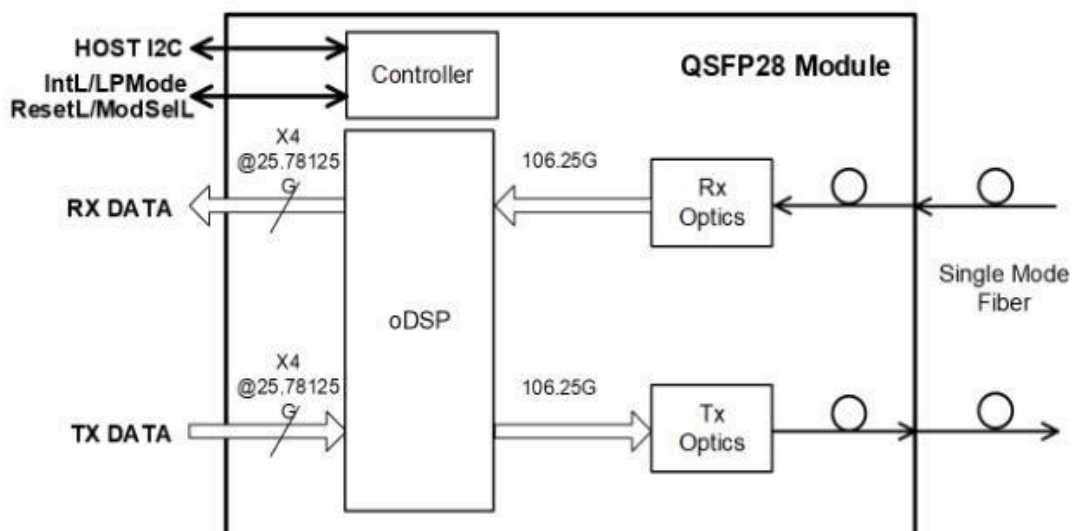 HOST I2C
IntL/LPMode
ResetL/ModSelL
Controller
QSFP28 Module
X4
@25.78125
G
RX DATA
106.25G
Rx
Optics
Single Mode
Fiber
oDSP
X4
@25.78125
G
TX DATA
106.25G
Tx
Optics